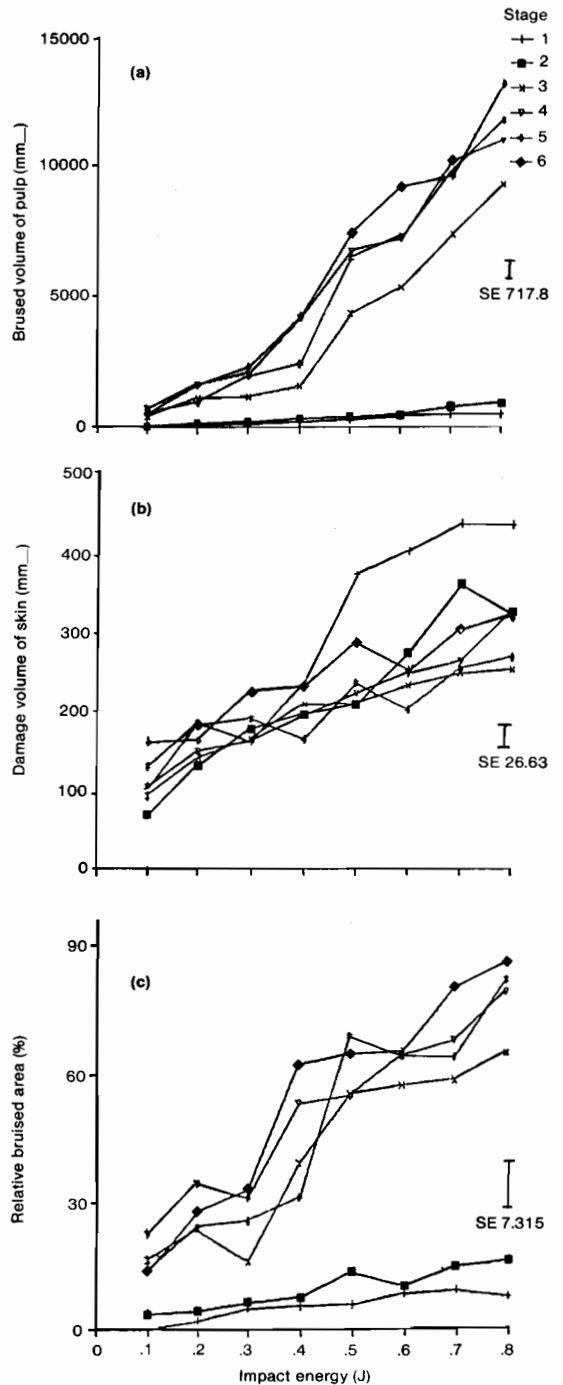 Stage
1
2
3
4
5
6
15000
(a)
10000
5000
0
Brused volume of pulp (mm_)
SE 717.8
500
(b)
400
300
200
100
0
Damage volume of skin (mm_)
SE 26.63
90
(c)
60
30
0
Relative bruised area (%)
SE 7.315
0 .1 .2 .3 .4 .5 .6 .7 .8
Impact energy (J)